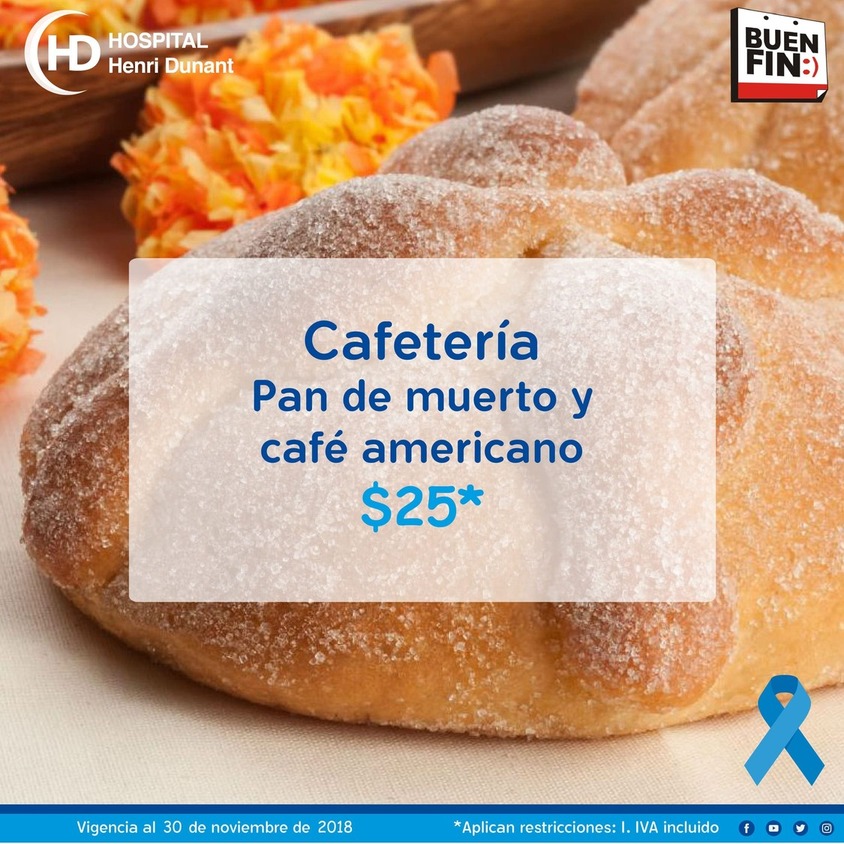 HD HOSPITAL
Henri Dunant
BUEN
FIN:)
Cafetería
Pan de muerto y
café americano
$25*
Vigencia al 30 de noviembre de 2018
*Aplican restricciones: I. IVA incluido